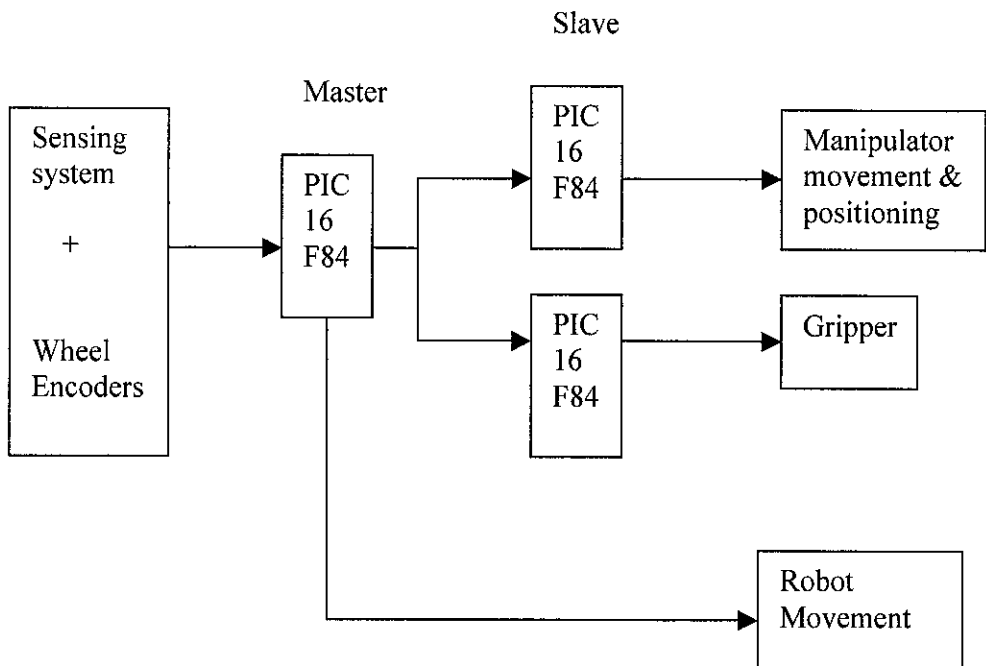 Slave
Master
Sensing
system
+
Wheel
Encoders
PIC
16
F84
PIC
16
F84
Manipulator
movement &
positioning
PIC
16
F84
Gripper
Robot
Movement